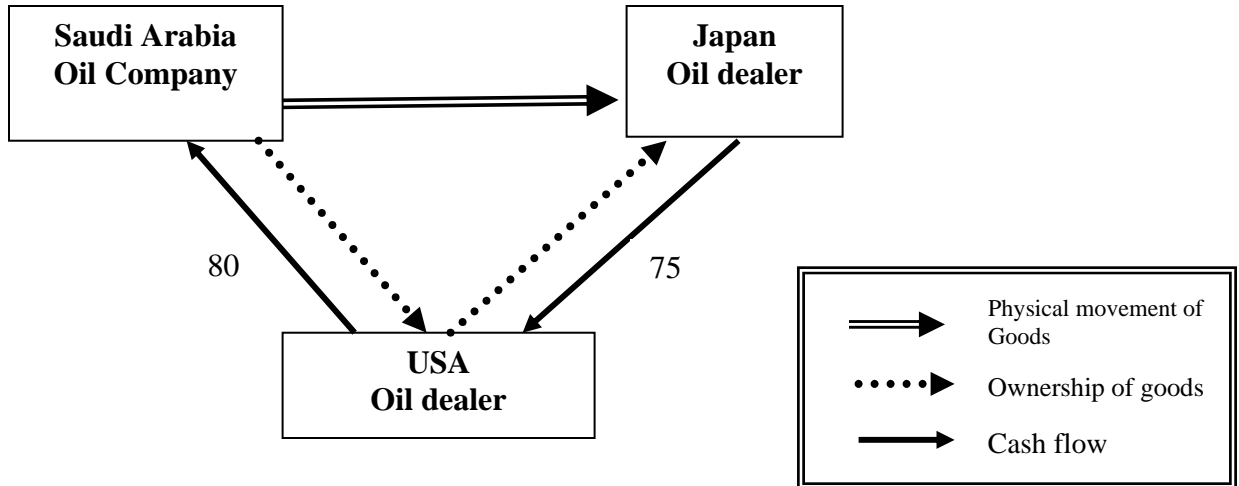 Saudi Arabia
Oil Company
Japan
Oil dealer
80
75
USA
Oil dealer
Physical movement of
Goods
Ownership of goods
Cash flow